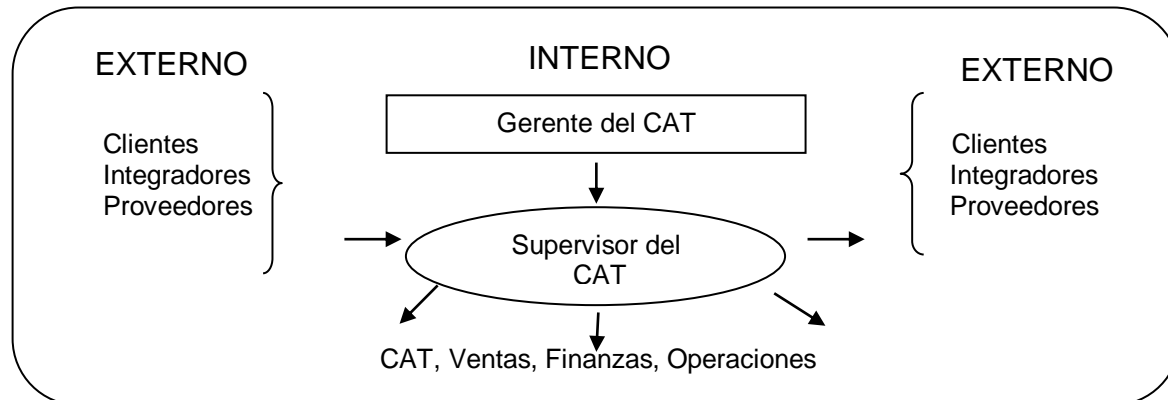 EXTERNO
INTERNO
EXTERNO
Gerente del CAT
Clientes
Integradores
Proveedores
Supervisor del
CAT
Clientes
Integradores
Proveedores
CAT, Ventas, Finanzas, Operaciones